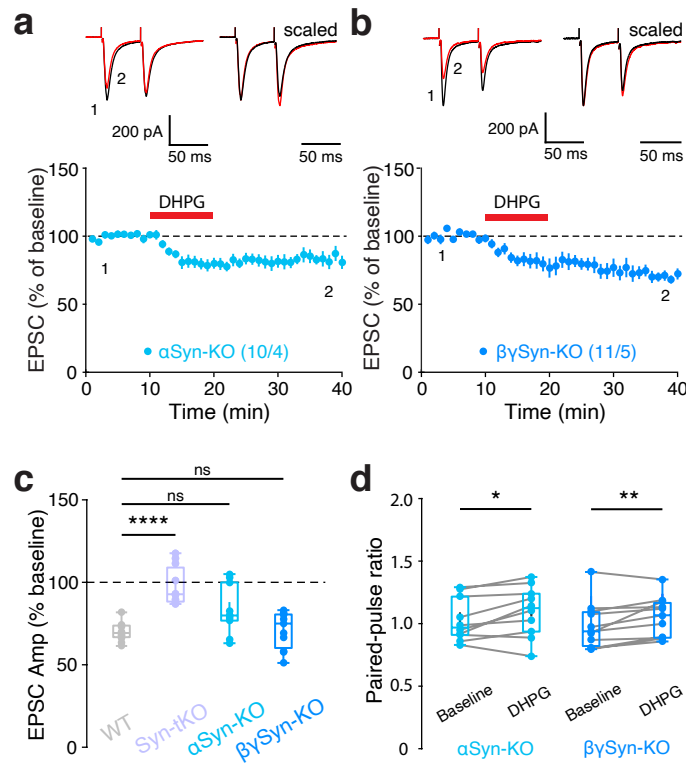 a
scaled
2
1
200 pA
50 ms
50 ms
150
100
50
0
EPSC (% of baseline)
DHPG
1
2
αSyn-KO (10/4)
0
10
20
30
40
Time (min)
b
scaled
2
1
200 pA
50 ms
50 ms
150
100
50
0
EPSC (% of baseline)
DHPG
1
2
βγSyn-KO (11/5)
0
10
20
30
40
Time (min)
c
ns
ns
****
150
100
50
0
EPSC Amp (% baseline)
WT
Syn-tKO
αSyn-KO
βγSyn-KO
d
2.0
1.5
1.0
0.5
0
Paired-pulse ratio
*
**
Baseline
DHPG
Baseline
DHPG
αSyn-KO
βγSyn-KO